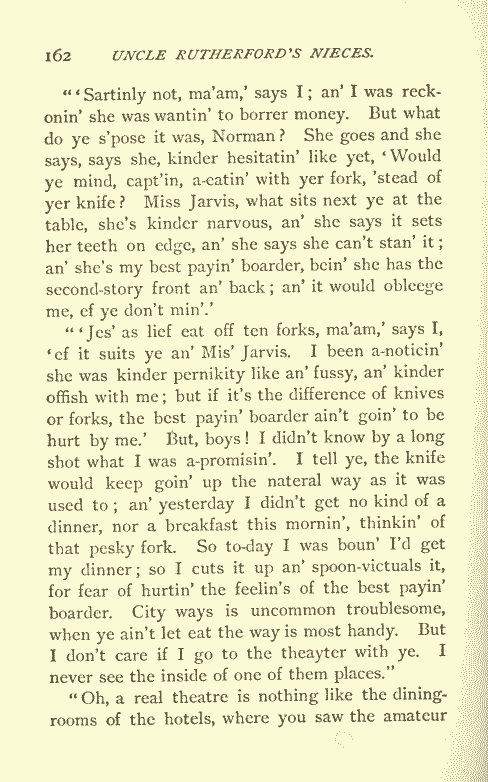 162 UNCLE RUTHERFORD'S NIECES.
"'Sartinly not, ma'am,' says I; an' I was reck-
onin' she was wantin' to borrer money. But what
do ye s'pose it was, Norman? She goes and she
says, says she, kinder hesitatin' like yet, 'Would
ye mind, capt'in, a-eatin' with yer fork, 'stead of
yer knife? Miss Jarvis, what sits next ye at the
table, she's kinder narvous, an' she says it sets
her teeth on edge, an' she says she can't stan' it;
an' she's my best payin' boarder, bein' she has the
second-story front an' back; an' it would obleege
me, ef ye don't min'.'
"'Jes' as lief eat off ten forks, ma'am,' says I,
'ef it suits ye an' Mis' Jarvis. I been a-noticin'
she was kinder pernikity like an' fussy, an' kinder
offish with me; but if it's the difference of knives
or forks, the best payin' boarder ain't goin' to be
hurt by me.' But, boys! I didn't know by a long
shot what I was a-promisin'. I tell ye, the knife
would keep goin' up the nateral way as it was
used to; an' yesterday I didn't get no kind of a
dinner, nor a breakfast this mornin', thinkin' of
that pesky fork. So to-day I was boun' I'd get
my dinner; so I cuts it up an' spoon-victuals it,
for fear of hurtin' the feelin's of the best payin'
boarder. City ways is uncommon troublesome,
when ye ain't let eat the way is most handy. But
I don't care if I go to the theayter with ye. I
never see the inside of one of them places."
"Oh, a real theatre is nothing like the dining-
rooms of the hotels, where you saw the amateur